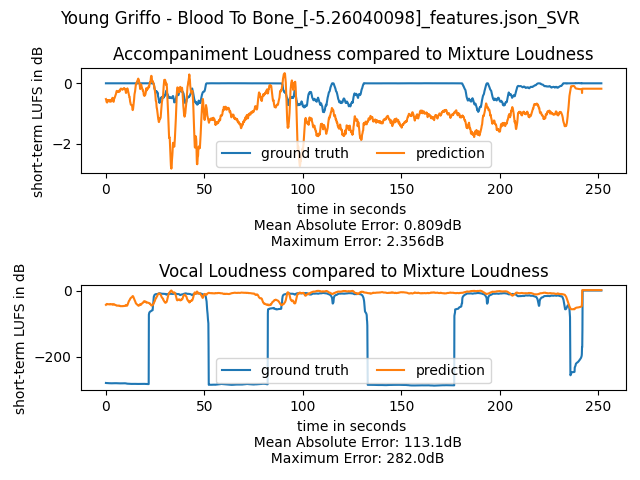 Young Griffo - Blood To Bone_[-5.26040098]_features.json_SVR
Accompaniment Loudness compared to Mixture Loudness
short-term LUFS in dB
0
−2
ground truth
prediction
0
50
100
150
200
250
time in seconds
Mean Absolute Error: 0.809dB
Maximum Error: 2.356dB
Vocal Loudness compared to Mixture Loudness
short-term LUFS in dB
0
−200
ground truth
prediction
0
50
100
150
200
250
time in seconds
Mean Absolute Error: 113.1dB
Maximum Error: 282.0dB